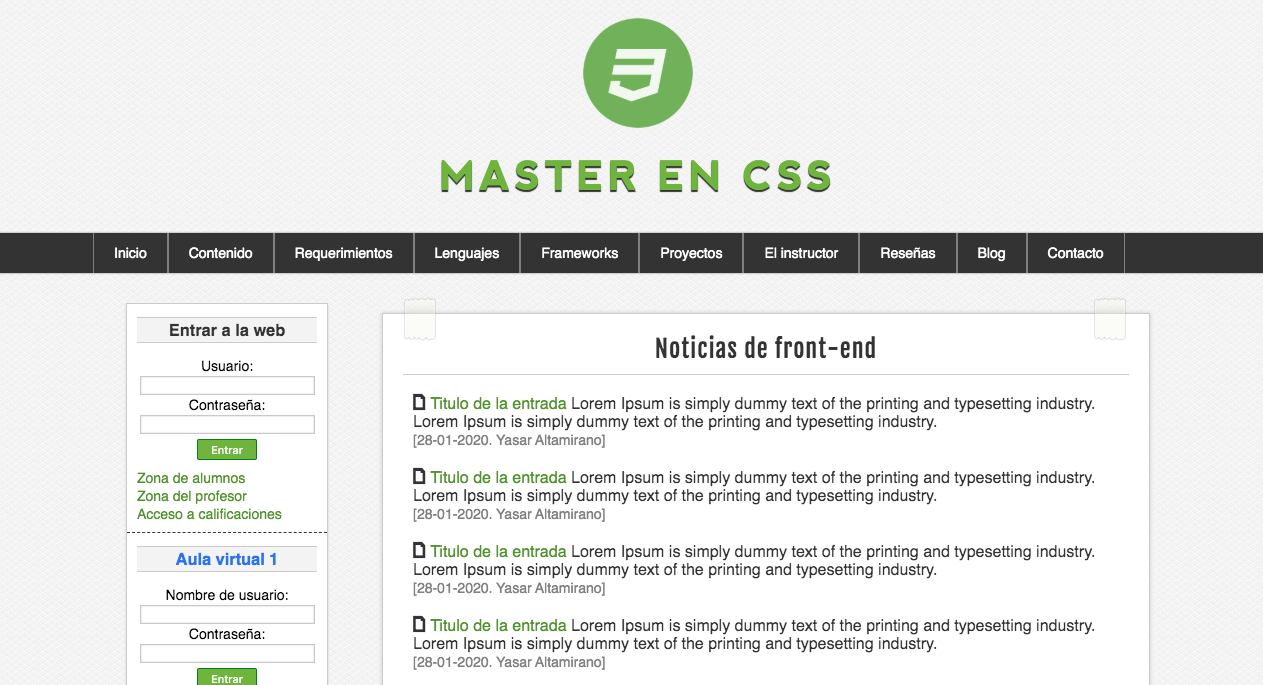 MASTER EN CSS
Inicio Contenido Requerimientos Lenguajes Frameworks Proyectos El instructor Reseñas Blog Contacto
Entrar a la web
Usuario:
Contraseña:
Entrar
Zona de alumnos
Zona del profesor
Acceso a calificaciones
Aula virtual 1
Nombre de usuario:
Contraseña:
Entrar
Noticias de front-end
Titulo de la entrada Lorem Ipsum is simply dummy text of the printing and typesetting industry.
Lorem Ipsum is simply dummy text of the printing and typesetting industry.
[28-01-2020. Yasar Altamirano]
Titulo de la entrada Lorem Ipsum is simply dummy text of the printing and typesetting industry.
Lorem Ipsum is simply dummy text of the printing and typesetting industry.
[28-01-2020. Yasar Altamirano]
Titulo de la entrada Lorem Ipsum is simply dummy text of the printing and typesetting industry.
Lorem Ipsum is simply dummy text of the printing and typesetting industry.
[28-01-2020. Yasar Altamirano]
Titulo de la entrada Lorem Ipsum is simply dummy text of the printing and typesetting industry.
Lorem Ipsum is simply dummy text of the printing and typesetting industry.
[28-01-2020. Yasar Altamirano]